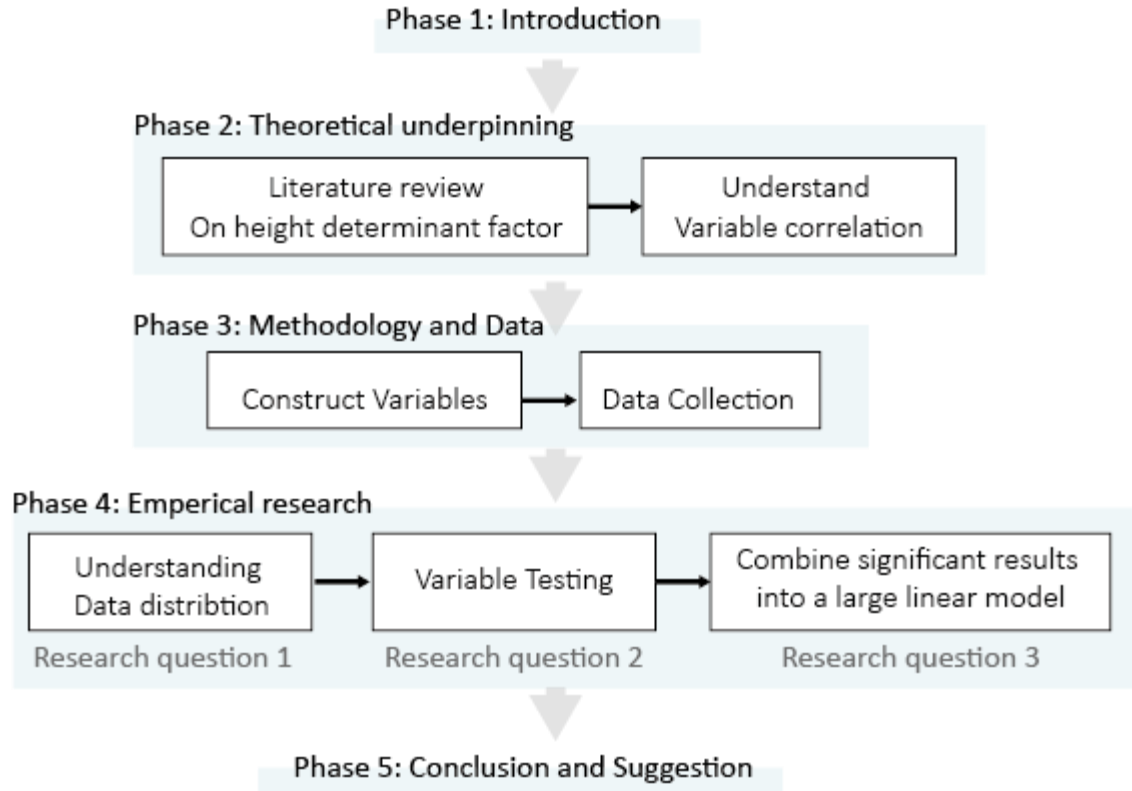 Phase 1: Introduction
Phase 2: Theoretical underpinning
Literature review
On height determinant factor
Understand
Variable correlation
Phase 3: Methodology and Data
Construct Variables
Data Collection
Phase 4: Emperical research
Understanding
Data distribtion
Research question 1
Variable Testing
Research question 2
Combine significant results
into a large linear model
Research question 3
Phase 5: Conclusion and Suggestion